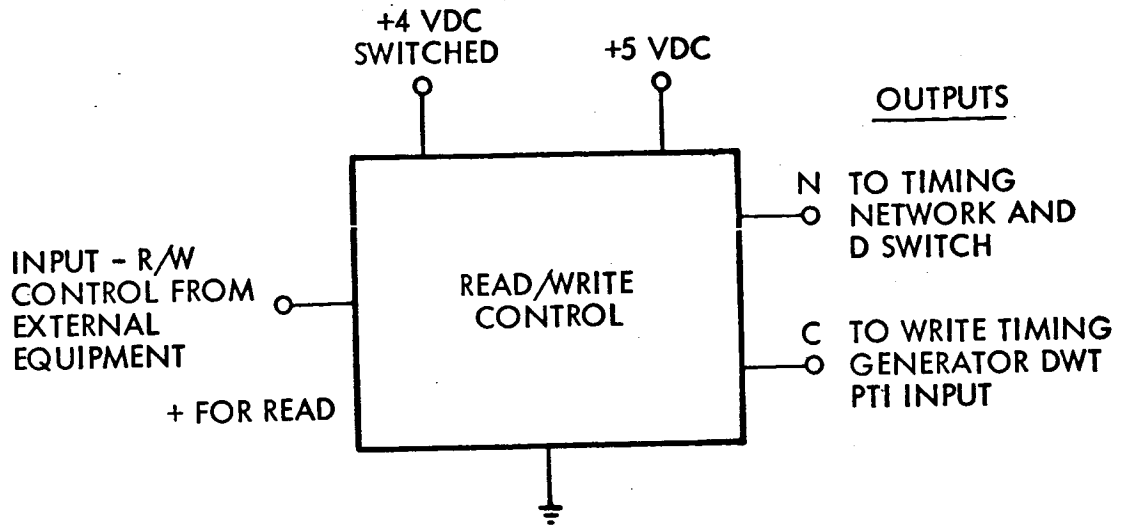 +4 VDC
SWITCHED
+5 VDC
OUTPUTS
N TO TIMING
NETWORK AND
D SWITCH
INPUT - R/W
CONTROL FROM
EXTERNAL
EQUIPMENT
READ/WRITE
CONTROL
C TO WRITE TIMING
GENERATOR DWT
PTI INPUT
+ FOR READ